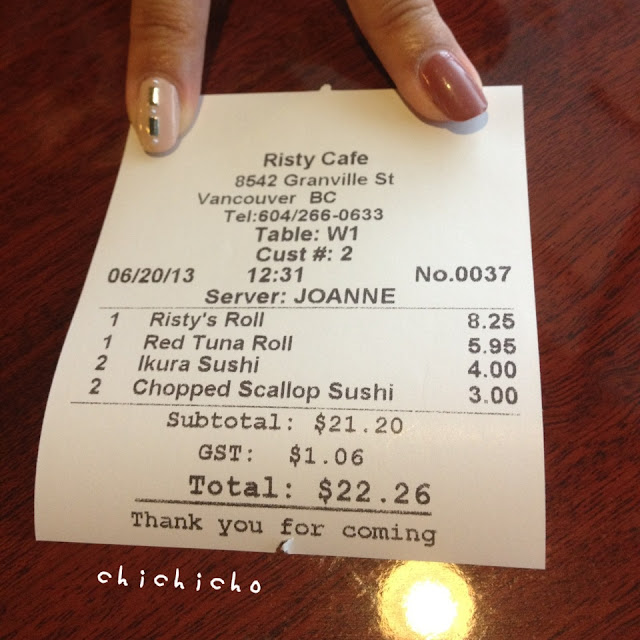 Risty Cafe
8542 Granville St
Vancouver BC
Tel:604/266-0633
Table: W1
Cust #: 2
06/20/13 12:31 No.0037
Server: JOANNE
1 Risty's Roll 8.25
1 Red Tuna Roll 5.95
2 Ikura Sushi 4.00
2 Chopped Scallop Sushi 3.00
Subtotal: $21.20
GST: $1.06
Total: $22.26
Thank you for coming
chichicho